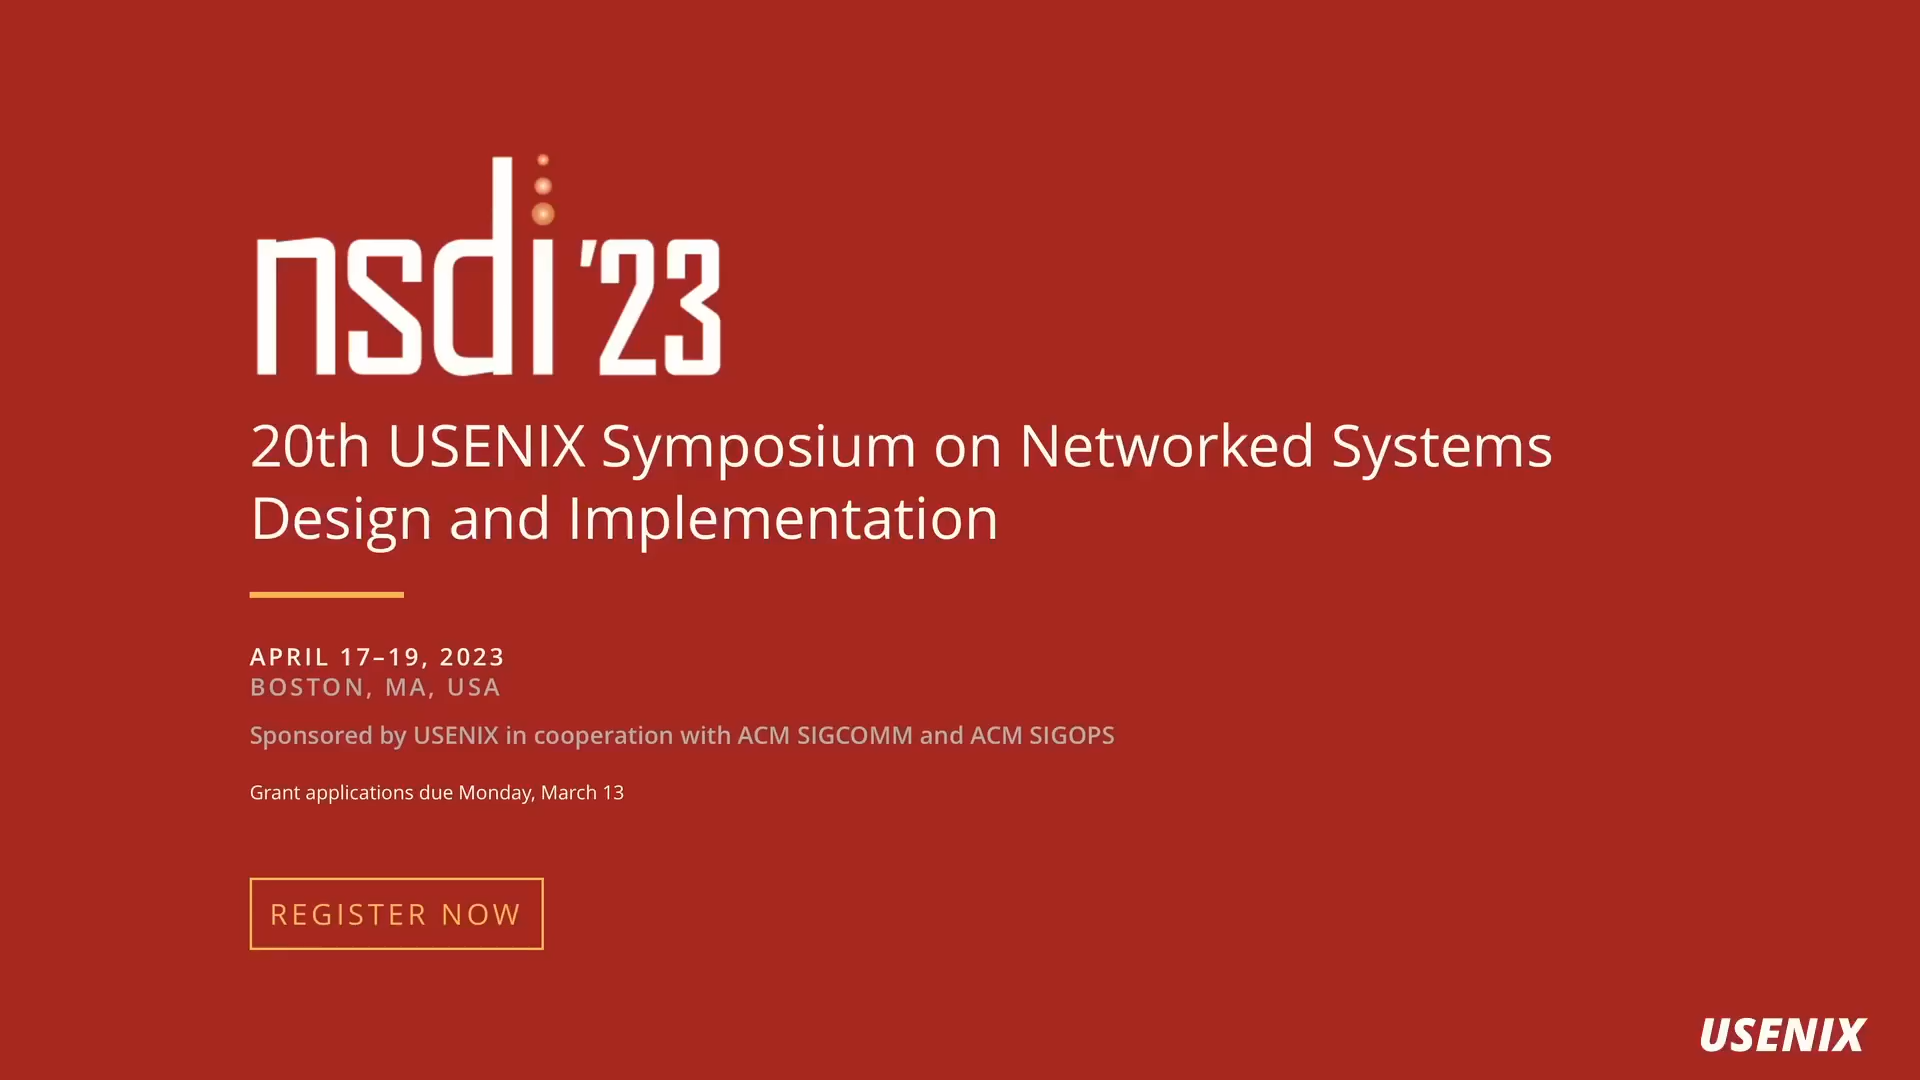 nsdi '23
20th USENIX Symposium on Networked Systems
Design and Implementation
APRIL 17–19, 2023
BOSTON, MA, USA
Sponsored by USENIX in cooperation with ACM SIGCOMM and ACM SIGOPS
Grant applications due Monday, March 13
REGISTER NOW
USENIX